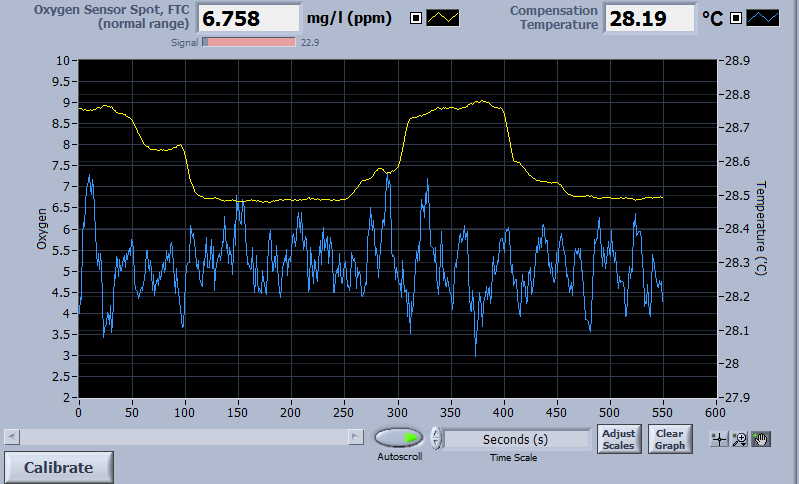 Oxygen Sensor Spot, FTC
(normal range)
6.758 mg/l (ppm)
Compensation
Temperature
28.19 °C
Signal 22.9
10
9.5
9
8.5
8
7.5
7
6.5
6
5.5
5
4.5
4
3.5
3
2.5
2
Oxygen
28.9
28.8
28.7
28.6
28.5
28.4
28.3
28.2
28.1
28
27.9
Temperature (°C)
0 50 100 150 200 250 300 350 400 450 500 550 600
Autoscroll
Seconds (s)
Time Scale
Adjust
Scales
Clear
Graph
Calibrate